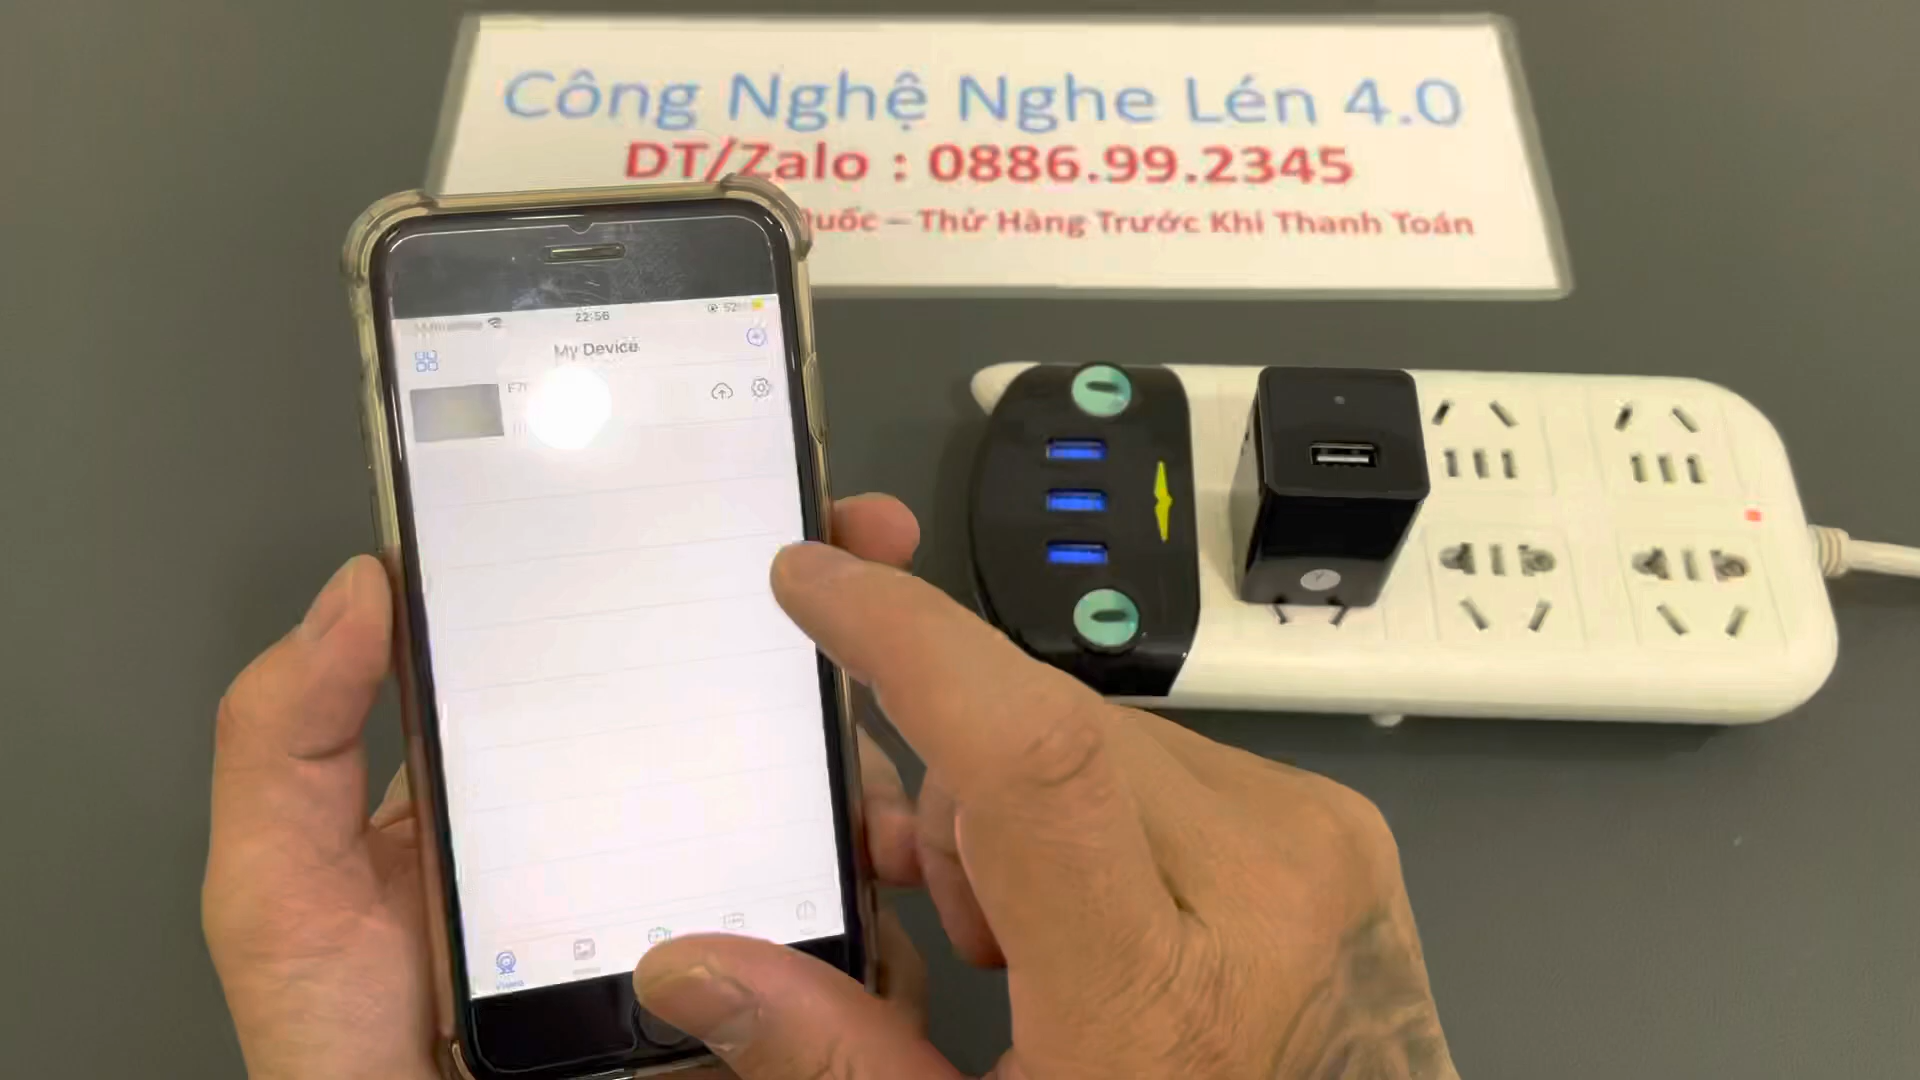 Công Nghệ Nghe Lén 4.0
DT/Zalo : 0886.99.2345
Quốc – Thử Hàng Trước Khi Thanh Toán
22:56
My Device